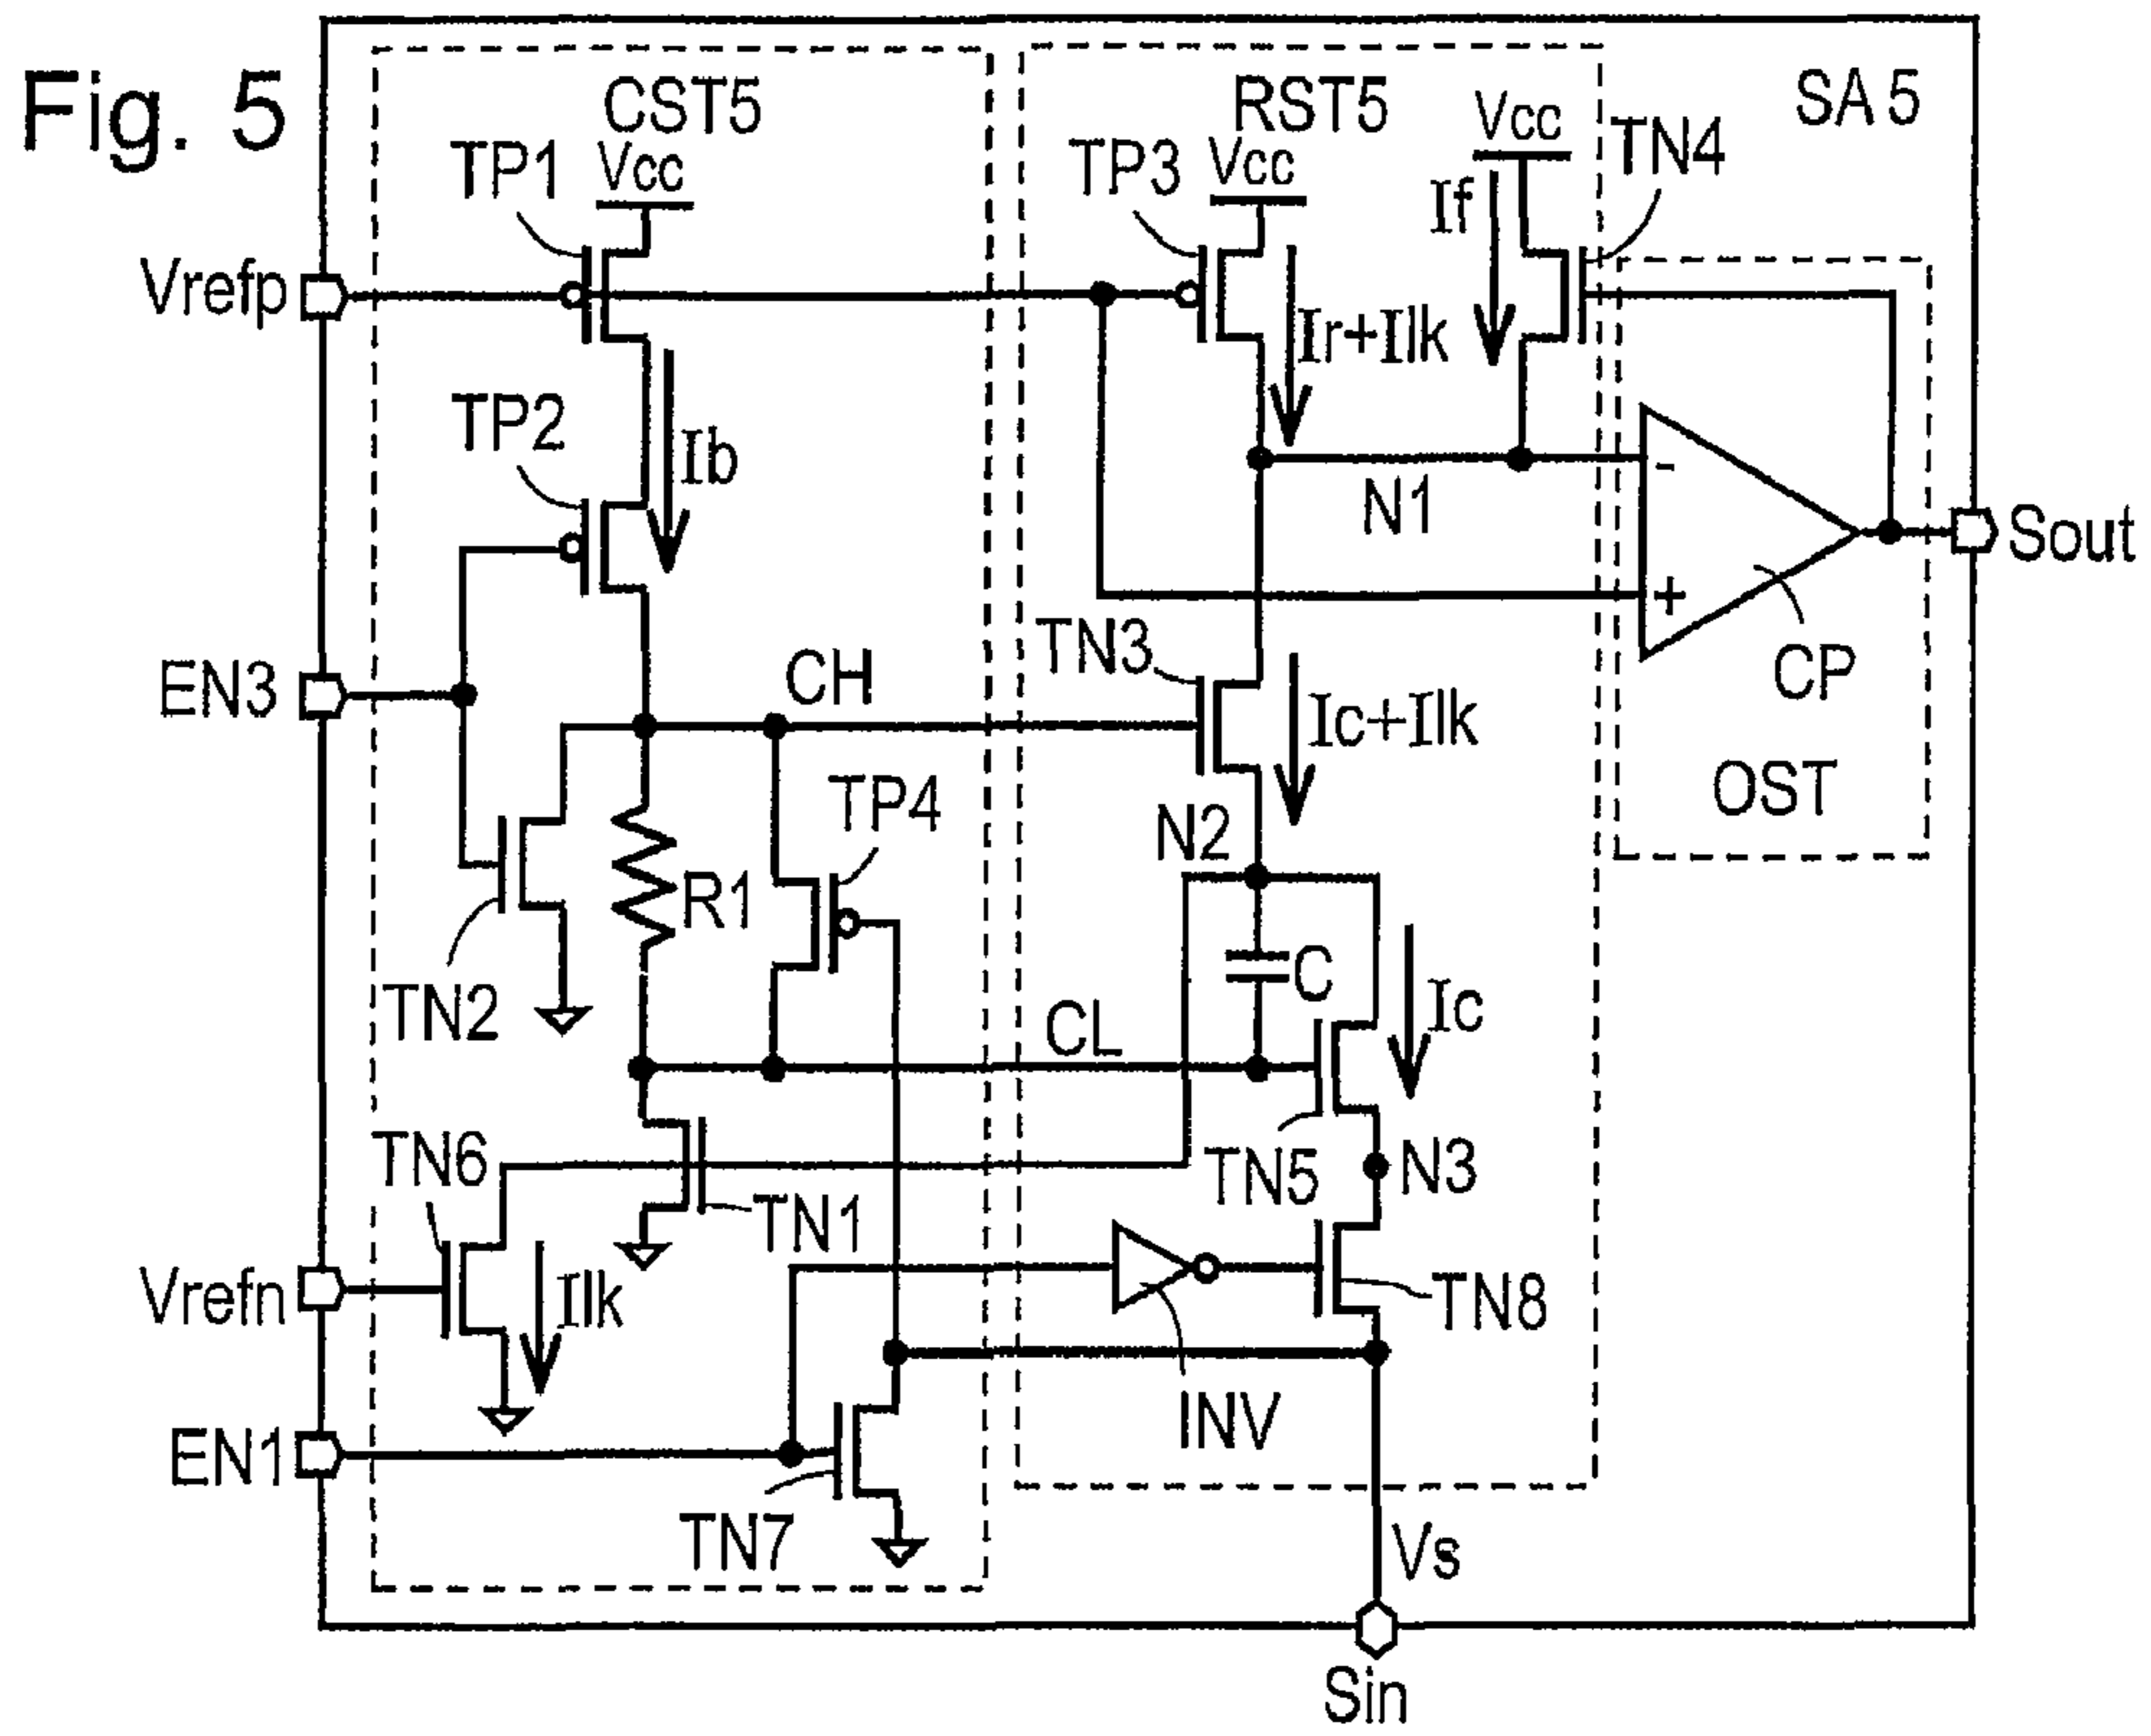 Fig. 5
CST5
RST5
SA 5
TP1
Vcc
TP3
Vcc
Vcc
TN4
If
Vrefp
Ir+Ilk
TP2
Ib
-
N1
Sout
+
TN3
CP
EN3
CH
Ic+Ilk
TP4
OST
N2
R1
C
Ic
TN2
CL
TN6
TN5
N3
TN1
Vrefn
Ilk
TN8
INV
EN1
TN7
Vs
Sin